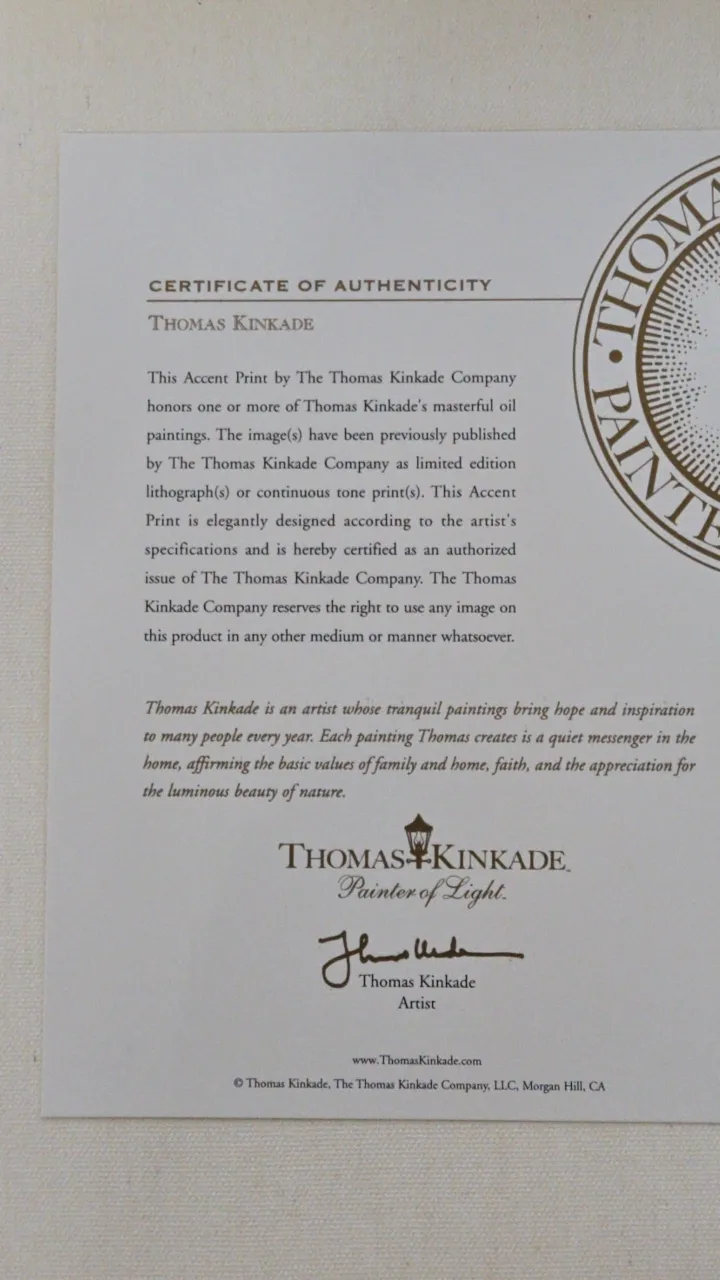 CERTIFICATE OF AUTHENTICITY
THOMAS KINKADE
This Accent Print by The Thomas Kinkade Company
honors one or more of Thomas Kinkade's masterful oil
paintings. The image(s) have been previously published
by The Thomas Kinkade Company as limited edition
lithograph(s) or continuous tone print(s). This Accent
Print is elegantly designed according to the artist's
specifications and is hereby certified as an authorized
issue of The Thomas Kinkade Company. The Thomas
Kinkade Company reserves the right to use any image on
this product in any other medium or manner whatsoever.
Thomas Kinkade is an artist whose tranquil paintings bring hope and inspiration
to many people every year. Each painting Thomas creates is a quiet messenger in the
home, affirming the basic values of family and home, faith, and the appreciation for
the luminous beauty of nature.
THOMAS KINKADE
Painter of Light
Thomas Kinkade
Artist
www.ThomasKinkade.com
© Thomas Kinkade, The Thomas Kinkade Company, LLC, Morgan Hill, CA